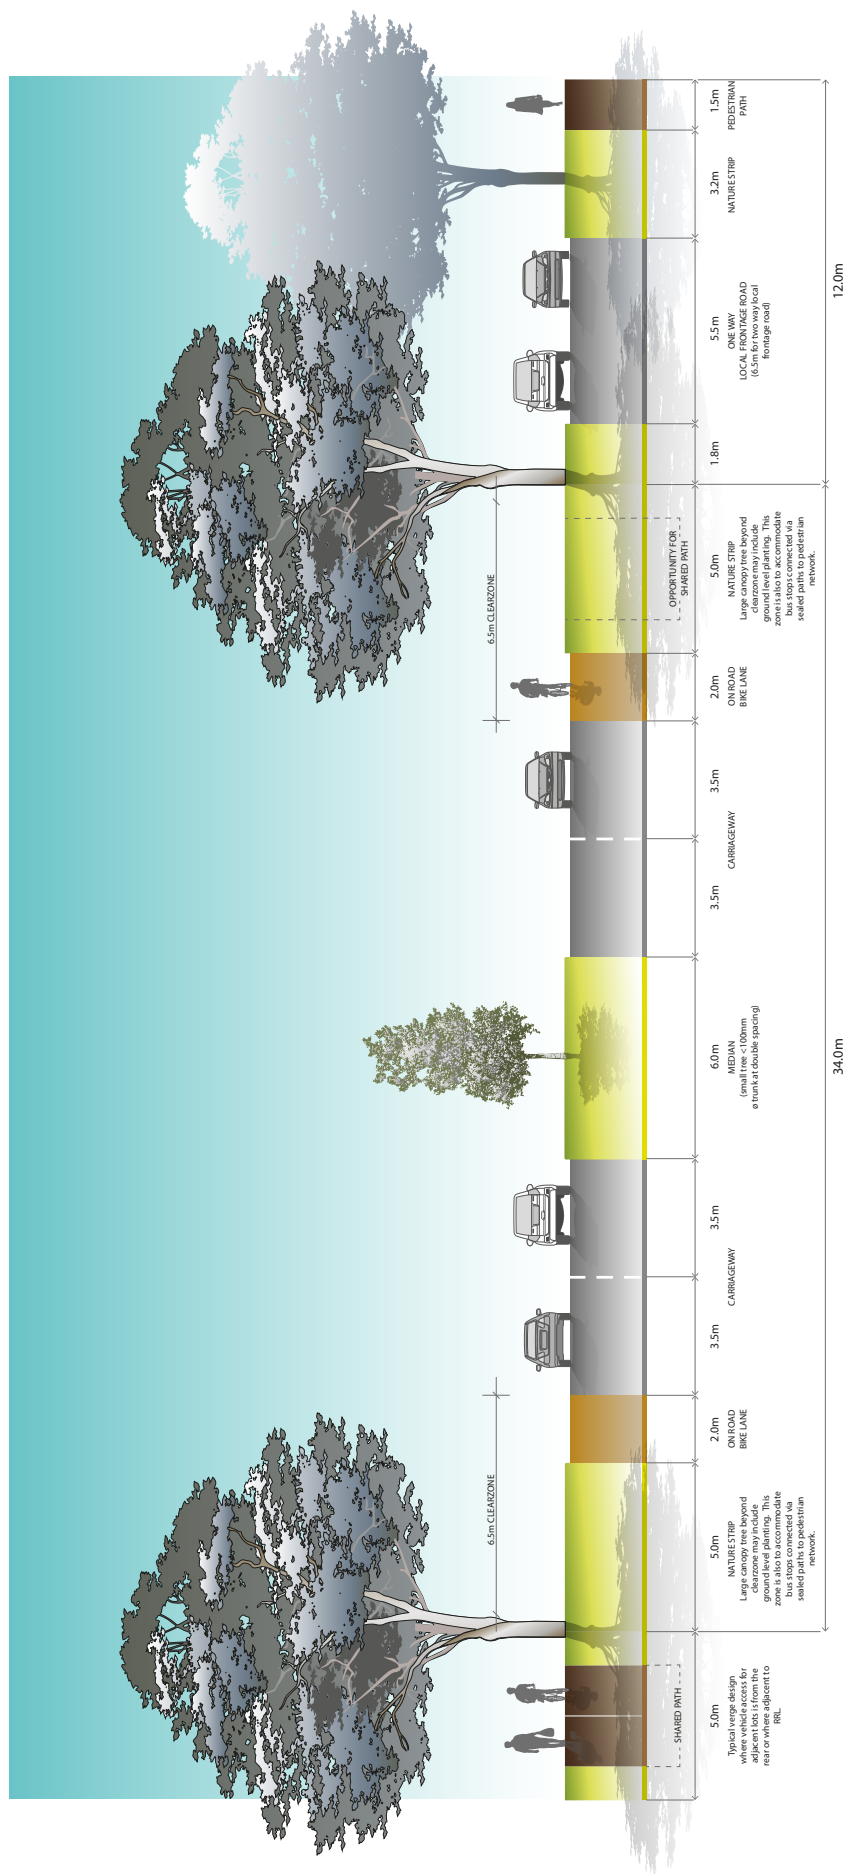 6.5m CLEARZONE
6.5m CLEARZONE
SHARED PATH
OPPORTUNITY FOR
SHARED PATH
5.0m
Typical verge design
where vehicle access for
adjacent lots is from the
rear or where adjacent to
RRL.
5.0m
NATURE STRIP
Large canopy tree beyond
clearzone may include
ground level planting. This
zone is also to accommodate
bus stops connected via
sealed paths to pedestrian
network.
2.0m
ON ROAD
BIKE LANE
3.5m
CARRIAGEWAY
3.5m
6.0m
MEDIAN
(small tree <100mm
ø trunk at double spacing)
3.5m
CARRIAGEWAY
3.5m
2.0m
ON ROAD
BIKE LANE
5.0m
NATURE STRIP
Large canopy tree beyond
clearzone may include
ground level planting. This
zone is also to accommodate
bus stops connected via
sealed paths to pedestrian
network.
1.8m
5.5m
ONE WAY
LOCAL FRONTAGE ROAD
(6.5m for two way local
frontage road)
3.2m
NATURE STRIP
1.5m
PEDESTRIAN
PATH
34.0m
12.0m